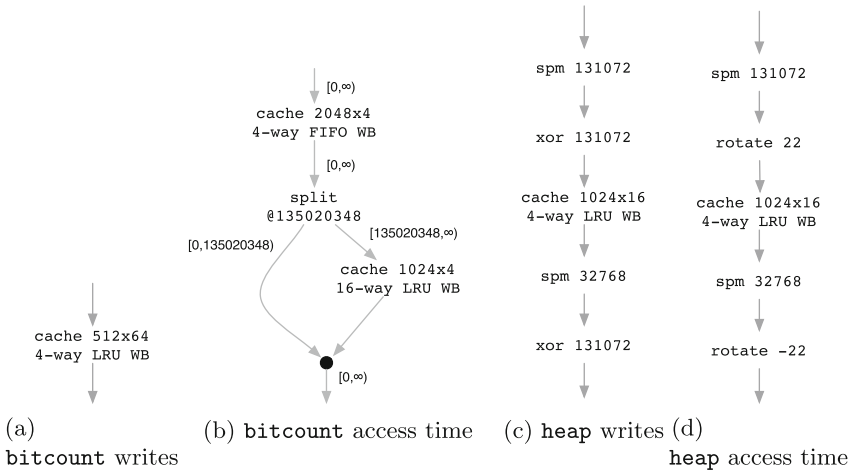 cache 512x64
4-way LRU WB
(a)
bitcount writes
[0,∞)
cache 2048x4
4-way FIFO WB
[0,∞)
split
@135020348
[0,135020348)
[135020348,∞)
cache 1024x4
16-way LRU WB
[0,∞)
(b) bitcount access time
spm 131072
xor 131072
cache 1024x16
4-way LRU WB
spm 32768
xor 131072
(c) heap writes
spm 131072
rotate 22
cache 1024x16
4-way LRU WB
spm 32768
rotate -22
(d)
heap access time